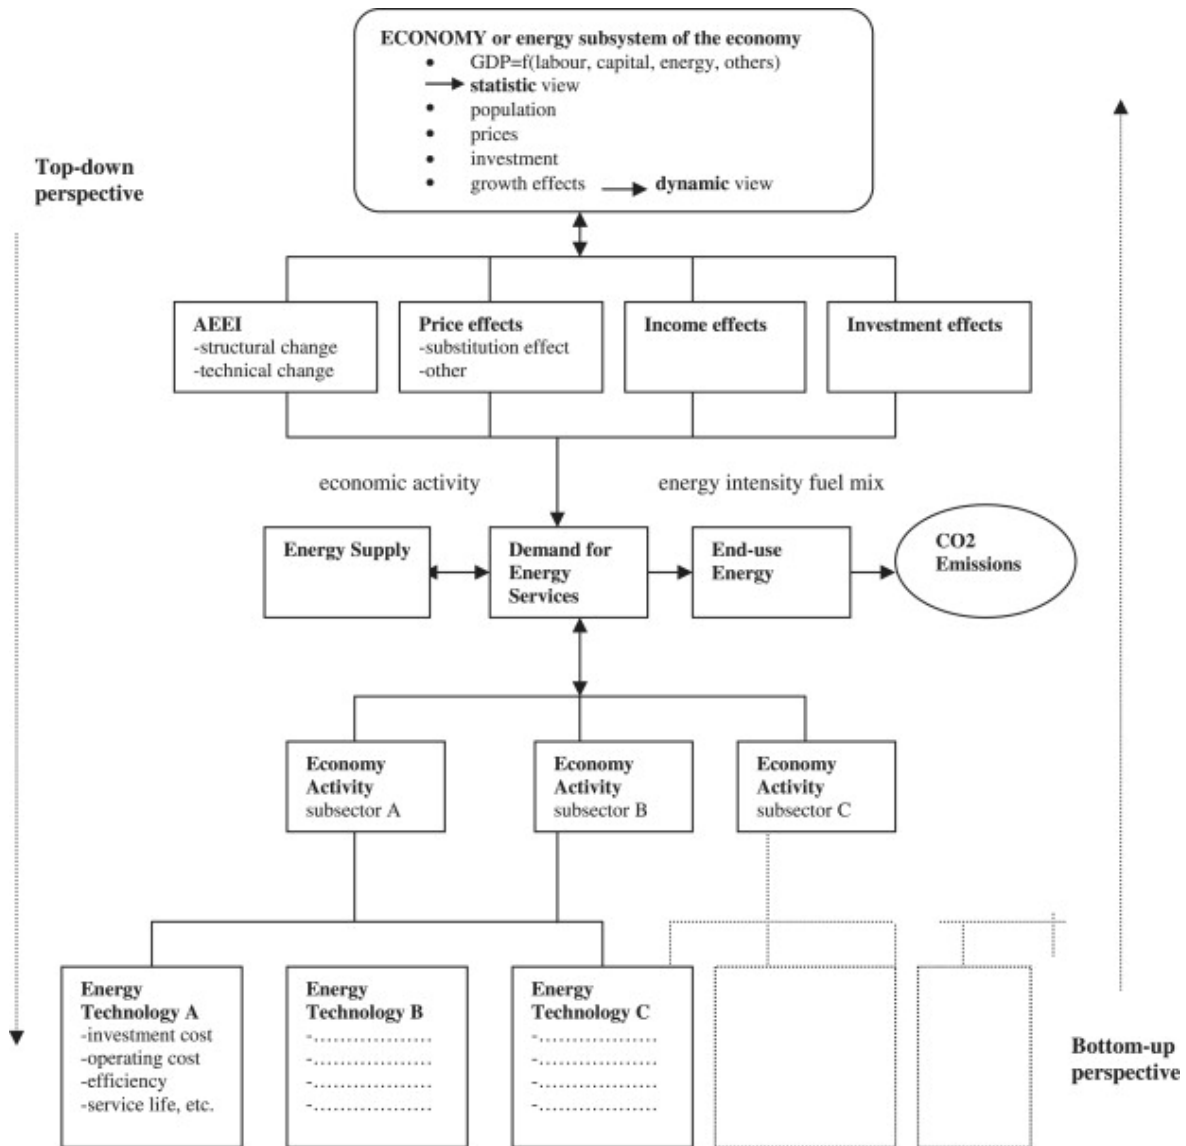 ECONOMY or energy subsystem of the economy
• GDP=f(labour, capital, energy, others)
statistic view
• population
• prices
• investment
• growth effects dynamic view
Top-down
perspective
AEEI
-structural change
-technical change
Price effects
-substitution effect
-other
Income effects
Investment effects
economic activity
energy intensity fuel mix
Energy Supply
Demand for
Energy
Services
End-use
Energy
CO2
Emissions
Economy
Activity
subsector A
Economy
Activity
subsector B
Economy
Activity
subsector C
Energy
Technology A
-investment cost
-operating cost
-efficiency
-service life, etc.
Energy
Technology B
-..................
-..................
-..................
-..................
Energy
Technology C
-..................
-..................
-..................
-..................
Bottom-up
perspective